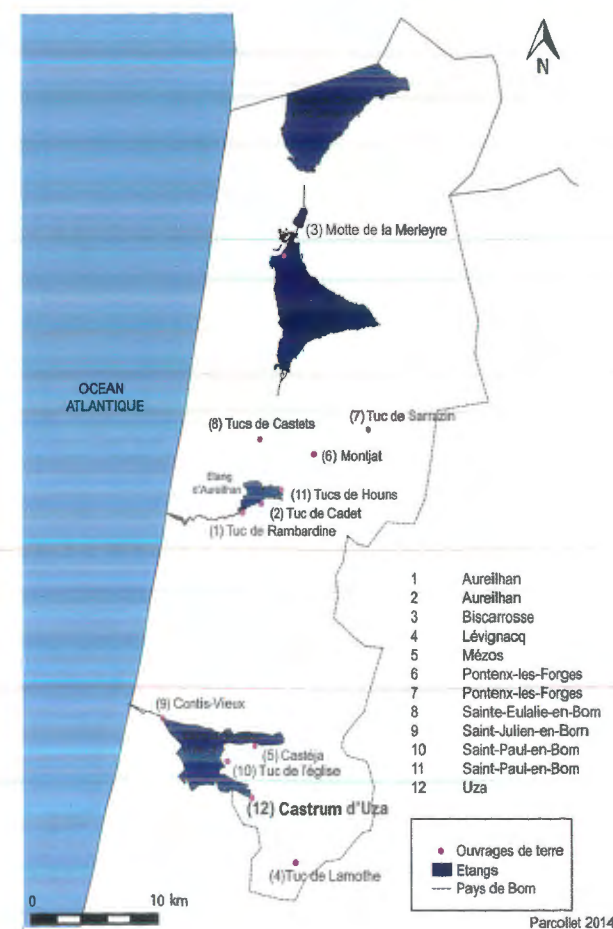 N
(3) Motte de la Merleyre
OCEAN
ATLANTIQUE
(7) Tuc de Sarrazin
(8) Tucs de Castets
(6) Montjat
Etang
d'Aureilhan
(11) Tucs de Houns
(2) Tuc de Cadet
(1) Tuc de Rambardine
1 Aureilhan
2 Aureilhan
3 Biscarrosse
4 Lévignacq
5 Mézos
6 Pontenx-les-Forges
7 Pontenx-les-Forges
8 Sainte-Eulalie-en-Born
9 Saint-Julien-en-Born
10 Saint-Paul-en-Born
11 Saint-Paul-en-Born
12 Uza
(9) Contis-Vieux
(5) Castéja
(10) Tuc de l'église
(12) Castrum d'Uza
(4)Tuc de Lamothe
Ouvrages de terre
Etangs
Pays de Born
0 10 km
Parcollet 2014